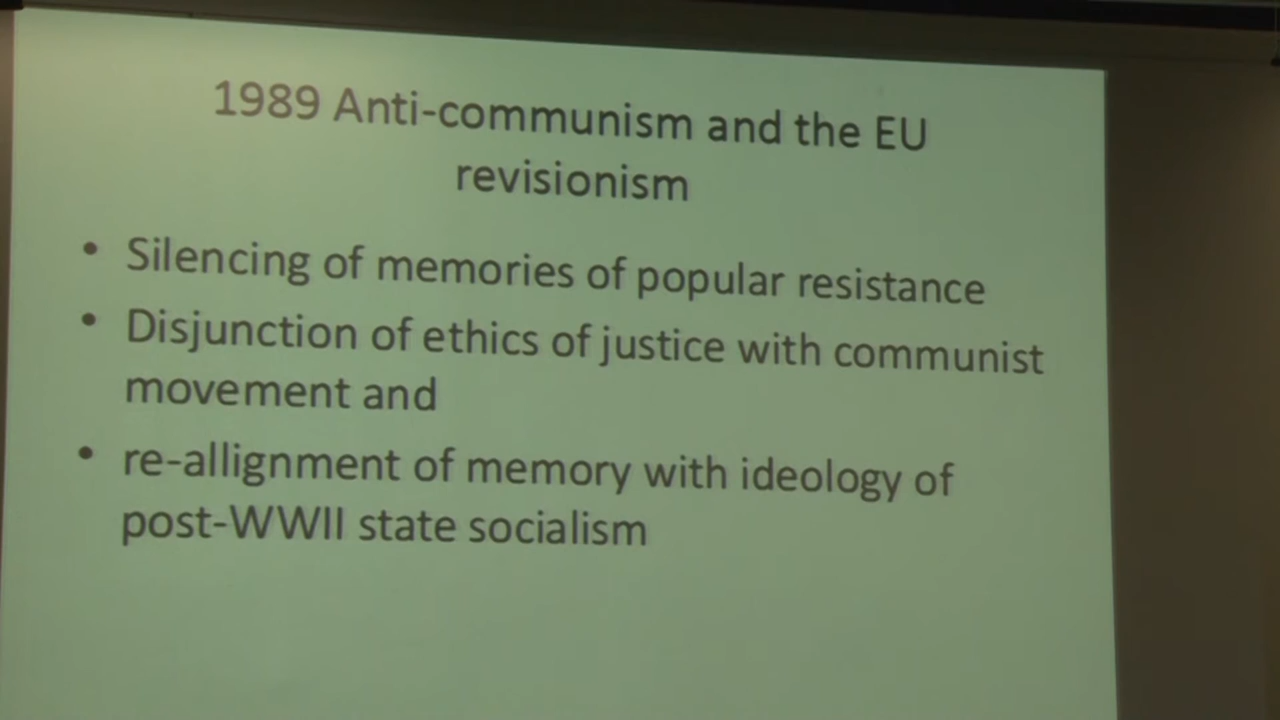 1989 Anti-communism and the EU
revisionism
• Silencing of memories of popular resistance
• Disjunction of ethics of justice with communist
movement and
• re-allignment of memory with ideology of
post-WWII state socialism